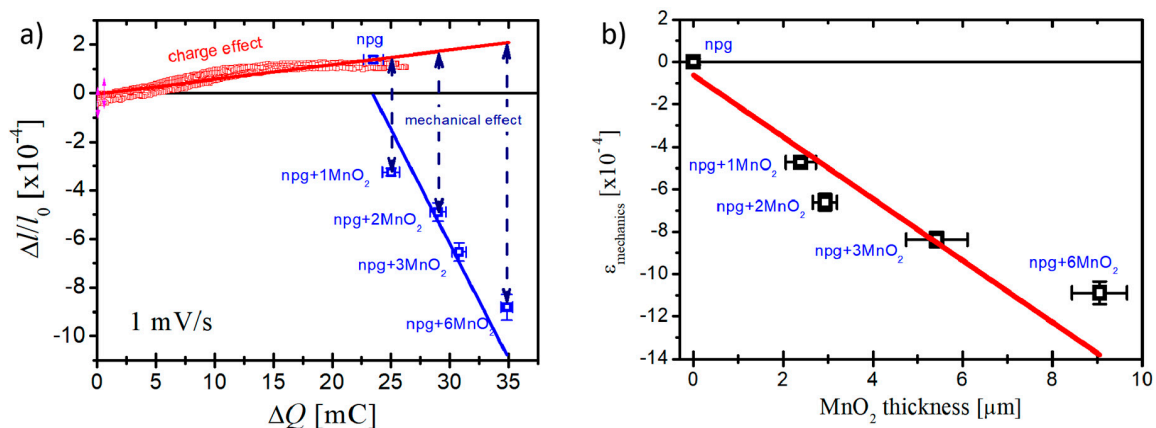 a)
2
0
-2
-4
-6
-8
-10
Δl/l₀ [x10⁻⁴]
charge effect
npg
mechanical effect
npg+1MnO₂
npg+2MnO₂
npg+3MnO₂
npg+6MnO₂
1 mV/s
0 5 10 15 20 25 30 35
ΔQ [mC]
b)
0
-2
-4
-6
-8
-10
-12
-14
ε_mechanics [x10⁻⁴]
npg
npg+1MnO₂
npg+2MnO₂
npg+3MnO₂
npg+6MnO₂
0 2 4 6 8 10
MnO₂ thickness [μm]